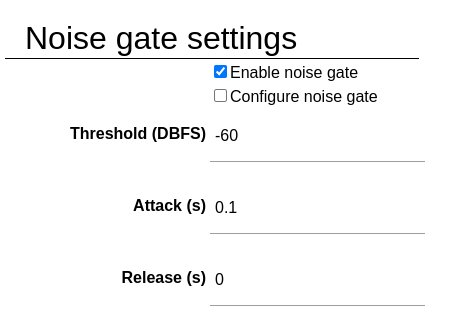 Noise gate settings
Enable noise gate
Configure noise gate
Threshold (DBFS) -60
Attack (s) 0.1
Release (s) 0